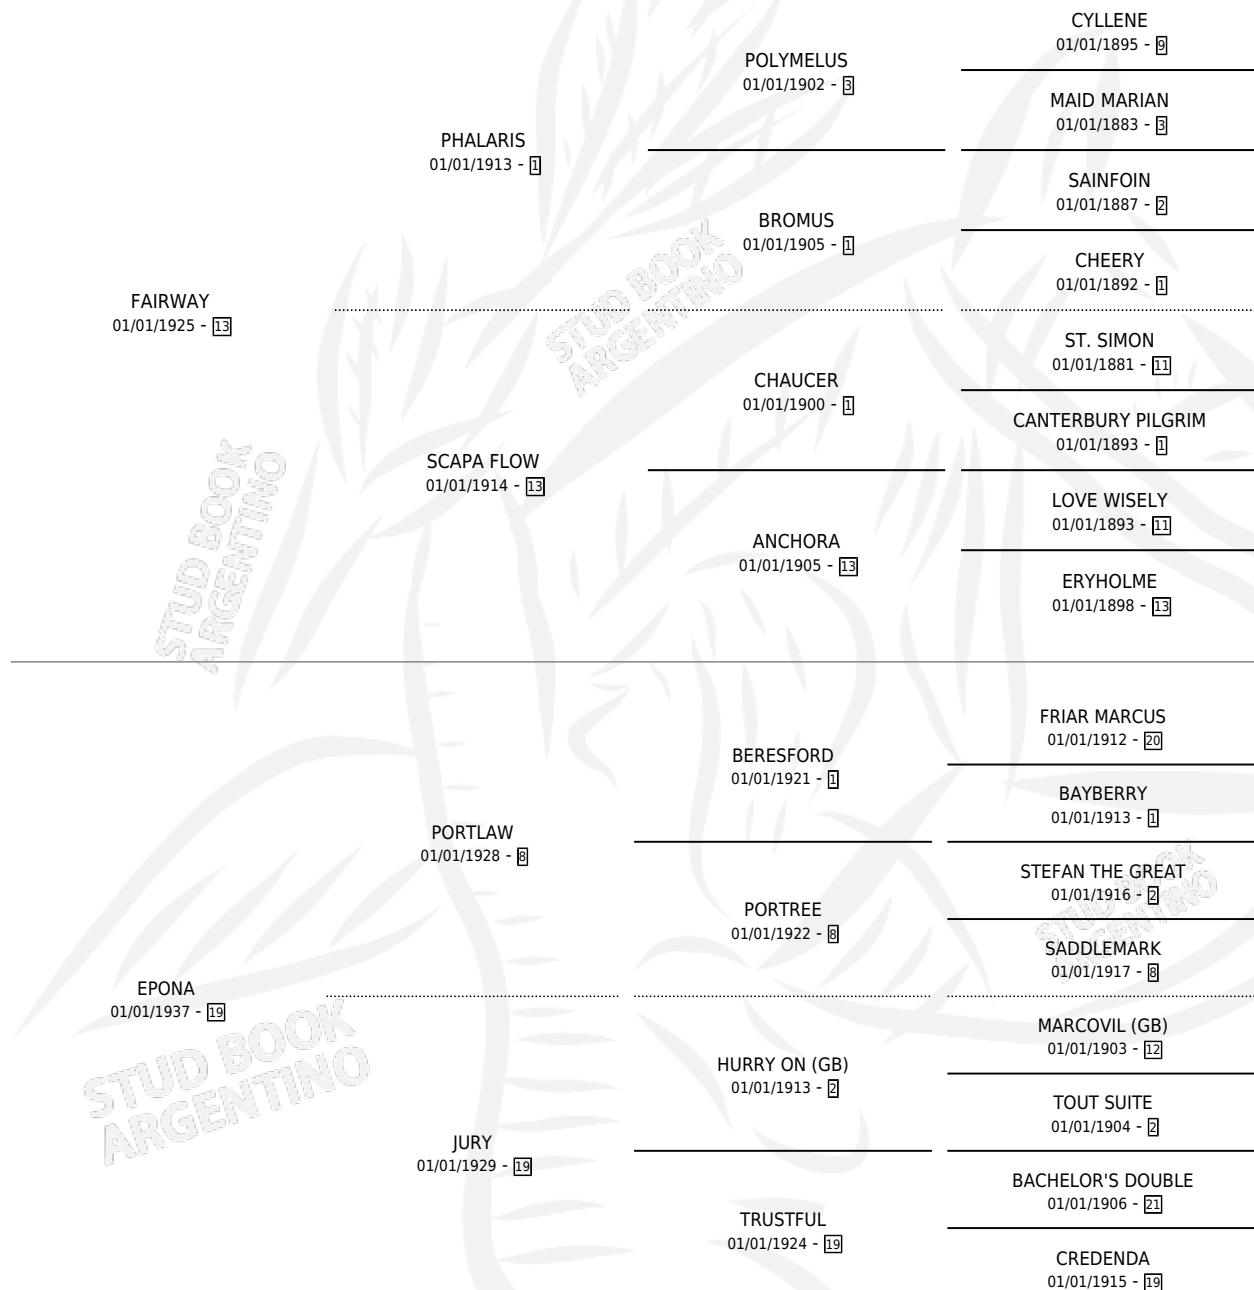 CYLLENE
01/01/1895 - 9
POLYMELUS
01/01/1902 - 3
MAID MARIAN
01/01/1883 - 3
PHALARIS
01/01/1913 - 1
SAINFOIN
01/01/1887 - 2
BROMUS
01/01/1905 - 1
CHEERY
01/01/1892 - 1
FAIRWAY
01/01/1925 - 13
ST. SIMON
01/01/1881 - 11
CHAUCER
01/01/1900 - 1
CANTERBURY PILGRIM
01/01/1893 - 1
SCAPA FLOW
01/01/1914 - 13
LOVE WISELY
01/01/1893 - 11
ANCHORA
01/01/1905 - 13
ERYHOLME
01/01/1898 - 13
STUD BOOK
ARGENTINO
STUD BOOK
ARGENTINO
FRIAR MARCUS
01/01/1912 - 20
BERESFORD
01/01/1921 - 1
BAYBERRY
01/01/1913 - 1
PORTLAW
01/01/1928 - 8
STEFAN THE GREAT
01/01/1916 - 2
PORTREE
01/01/1922 - 8
SADDLEMARK
01/01/1917 - 8
EPONA
01/01/1937 - 19
MARCOVIL (GB)
01/01/1903 - 12
HURRY ON (GB)
01/01/1913 - 2
TOUT SUITE
01/01/1904 - 2
JURY
01/01/1929 - 19
BACHELOR'S DOUBLE
01/01/1906 - 21
TRUSTFUL
01/01/1924 - 19
CREDENDA
01/01/1915 - 19
STUD BOOK
ARGENTINO
STUD BOOK
ARGENTINO